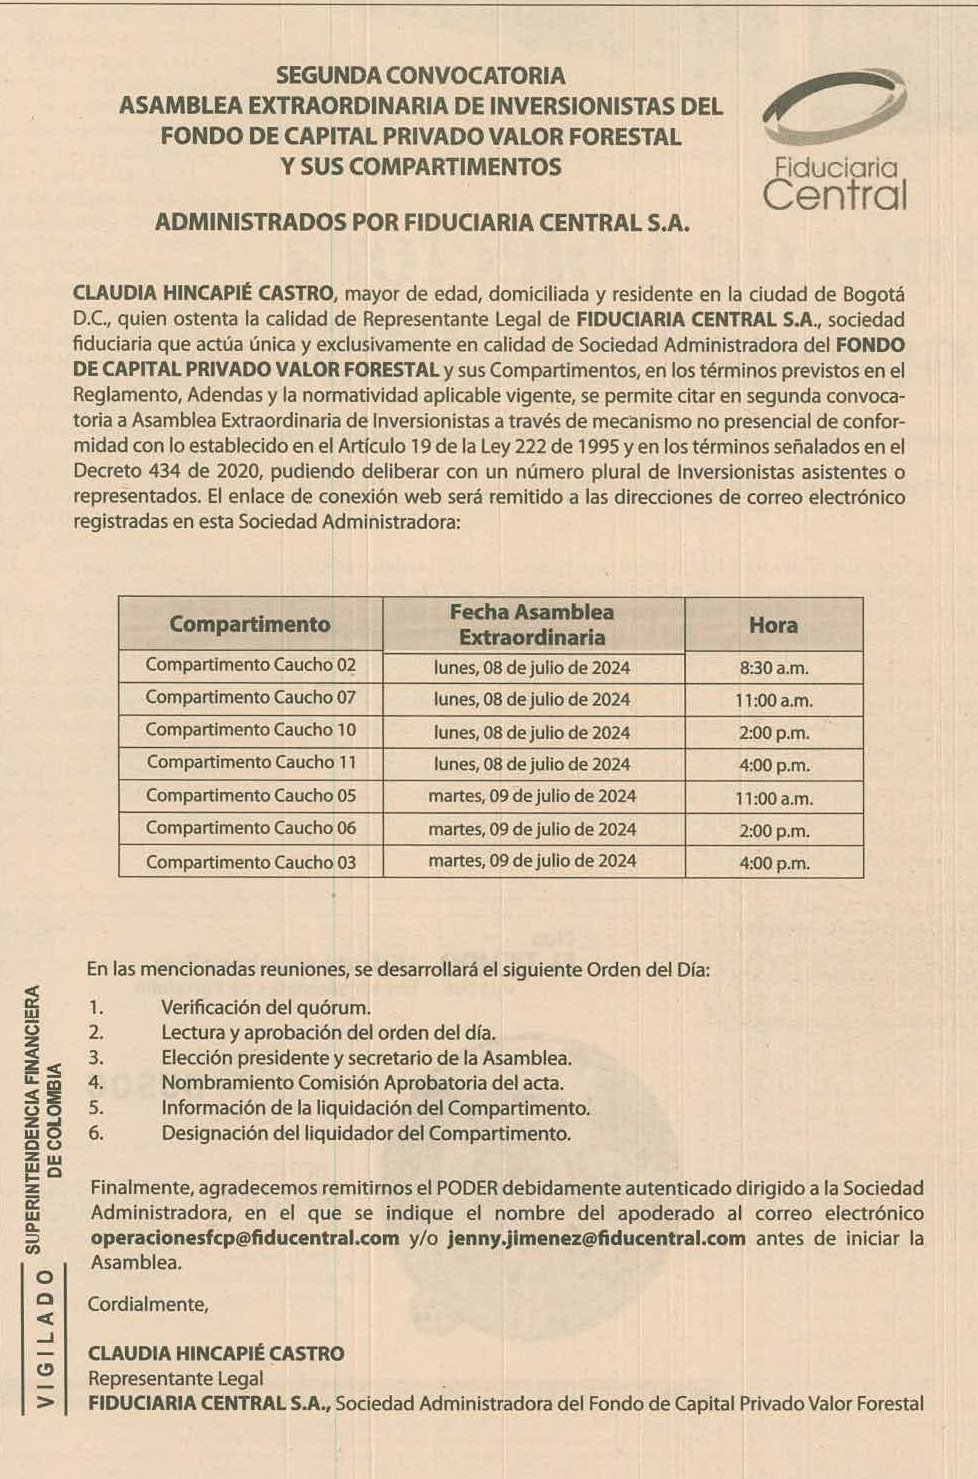 SEGUNDA CONVOCATORIA
ASAMBLEA EXTRAORDINARIA DE INVERSIONISTAS DEL
FONDO DE CAPITAL PRIVADO VALOR FORESTAL
Y SUS COMPARTIMENTOS
Fiduciaria
Central
ADMINISTRADOS POR FIDUCIARIA CENTRAL S.A.
CLAUDIA HINCAPIÉ CASTRO, mayor de edad, domiciliada y residente en la ciudad de Bogotá
D.C., quien ostenta la calidad de Representante Legal de FIDUCIARIA CENTRAL S.A., sociedad
fiduciaria que actúa única y exclusivamente en calidad de Sociedad Administradora del FONDO
DE CAPITAL PRIVADO VALOR FORESTAL y sus Compartimentos, en los términos previstos en el
Reglamento, Adendas y la normatividad aplicable vigente, se permite citar en segunda convoca-
toria a Asamblea Extraordinaria de Inversionistas a través de mecanismo no presencial de confor-
midad con lo establecido en el Artículo 19 de la Ley 222 de 1995 y en los términos señalados en el
Decreto 434 de 2020, pudiendo deliberar con un número plural de Inversionistas asistentes o
representados. El enlace de conexión web será remitido a las direcciones de correo electrónico
registradas en esta Sociedad Administradora:
Compartimento Fecha Asamblea Extraordinaria Hora
Compartimento Caucho 02 lunes, 08 de julio de 2024 8:30 a.m.
Compartimento Caucho 07 lunes, 08 de julio de 2024 11:00 a.m.
Compartimento Caucho 10 lunes, 08 de julio de 2024 2:00 p.m.
Compartimento Caucho 11 lunes, 08 de julio de 2024 4:00 p.m.
Compartimento Caucho 05 martes, 09 de julio de 2024 11:00 a.m.
Compartimento Caucho 06 martes, 09 de julio de 2024 2:00 p.m.
Compartimento Caucho 03 martes, 09 de julio de 2024 4:00 p.m.
En las mencionadas reuniones, se desarrollará el siguiente Orden del Día:
1. Verificación del quórum.
2. Lectura y aprobación del orden del día.
3. Elección presidente y secretario de la Asamblea.
4. Nombramiento Comisión Aprobatoria del acta.
5. Información de la liquidación del Compartimento.
6. Designación del liquidador del Compartimento.
Finalmente, agradecemos remitirnos el PODER debidamente autenticado dirigido a la Sociedad
Administradora, en el que se indique el nombre del apoderado al correo electrónico
operacionesfcp@fiducentral.com y/o jenny.jimenez@fiducentral.com antes de iniciar la
Asamblea.
Cordialmente,
CLAUDIA HINCAPIÉ CASTRO
Representante Legal
FIDUCIARIA CENTRAL S.A., Sociedad Administradora del Fondo de Capital Privado Valor Forestal
VIGILADO
SUPERINTENDENCIA FINANCIERA
DE COLOMBIA